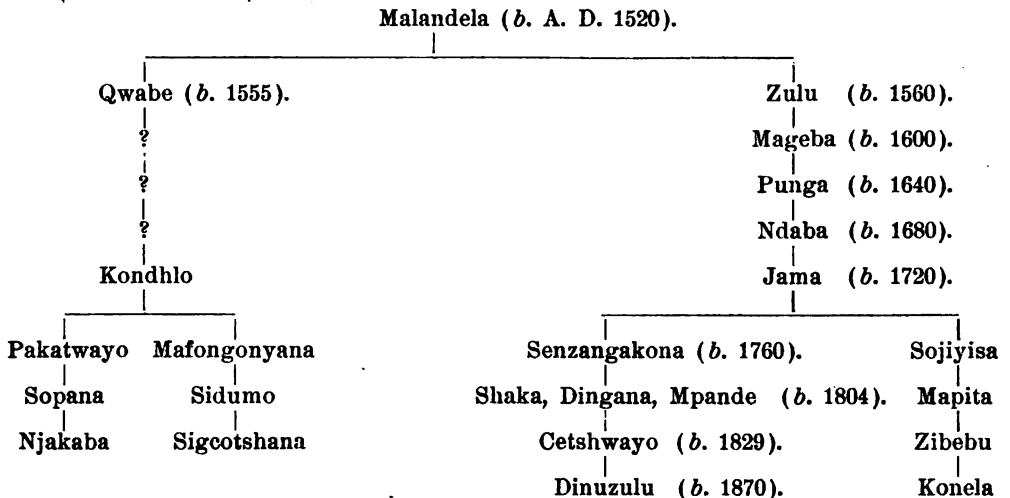 Malandela (b. A. D. 1520).
Qwabe (b. 1555). Zulu (b. 1560).
? Mageba (b. 1600).
? Punga (b. 1640).
? Ndaba (b. 1680).
Kondhlo Jama (b. 1720).
Pakatwayo Mafongonyana Senzangakona (b. 1760). Sojiyisa
Sopana Sidumo Shaka, Dingana, Mpande (b. 1804). Mapita
Njakaba Sigcotshana Cetshwayo (b. 1829). Zibebu
Dinuzulu (b. 1870). Konela